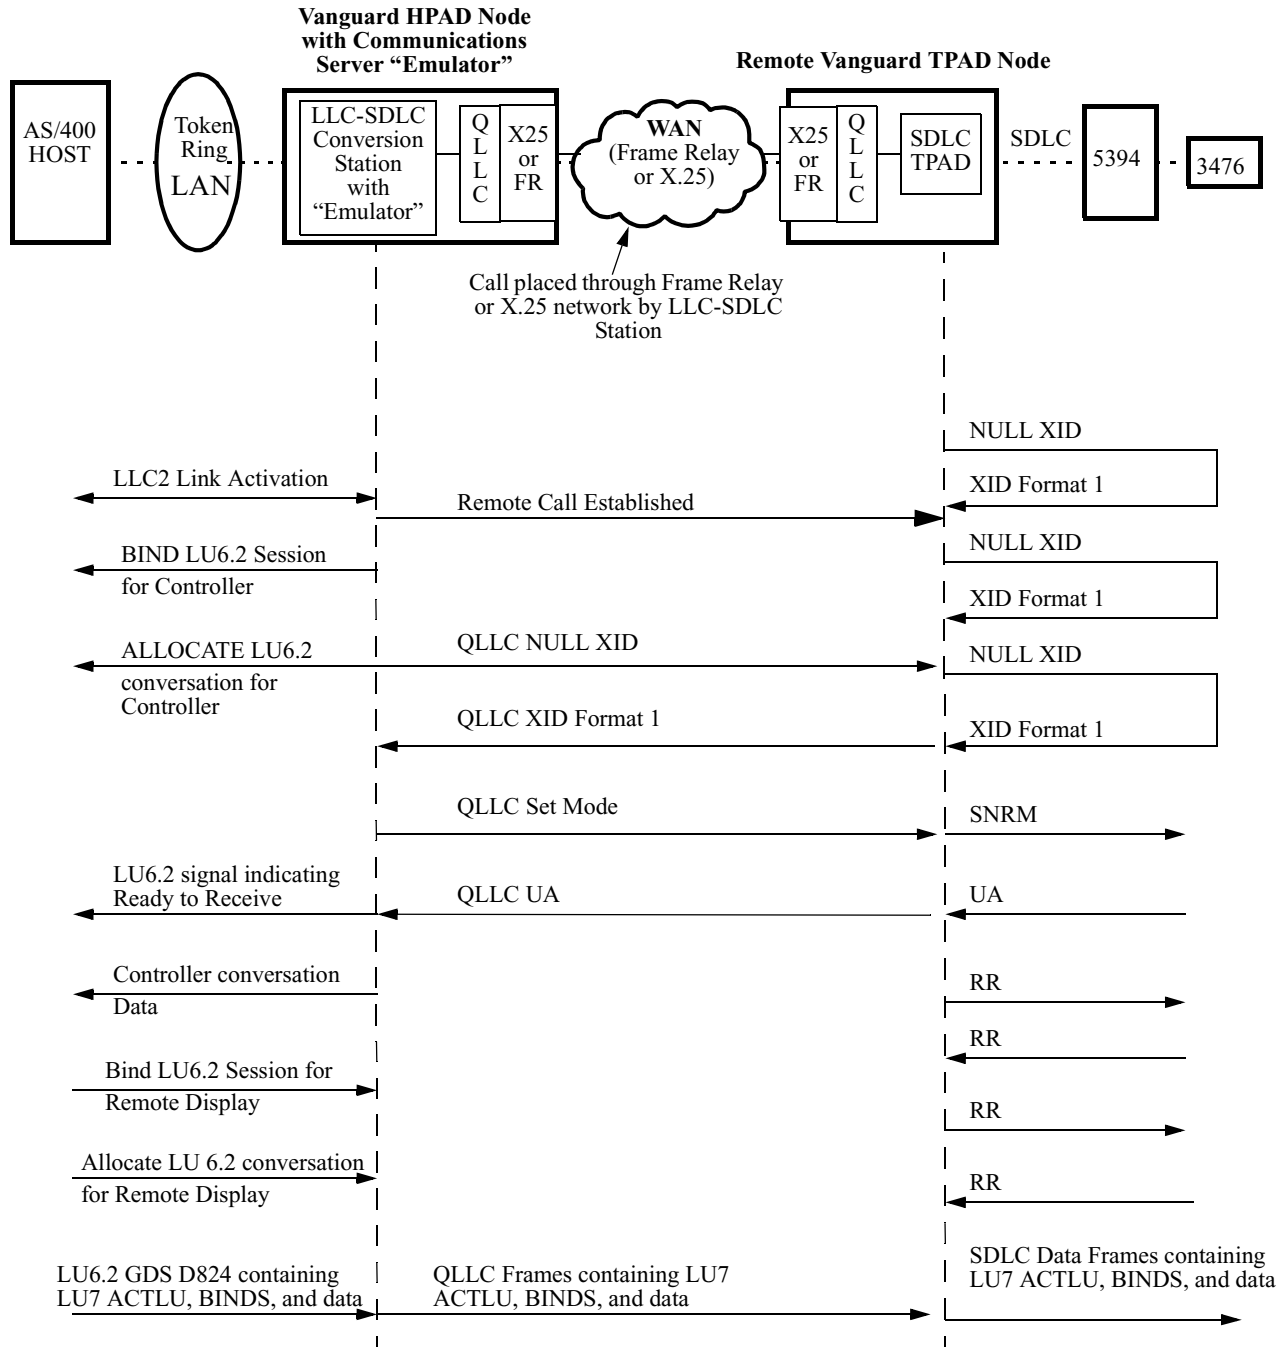 Vanguard HPAD Node
with Communications
Server “Emulator”
Remote Vanguard TPAD Node
AS/400
HOST
Token
Ring
LAN
LLC-SDLC
Conversion
Station
with
“Emulator”
Q
L
L
C
X25
or
FR
WAN
(Frame Relay
or X.25)
X25
or
FR
Q
L
L
C
SDLC
TPAD
SDLC
5394
3476
Call placed through Frame Relay
or X.25 network by LLC-SDLC
Station
NULL XID
LLC2 Link Activation
XID Format 1
Remote Call Established
NULL XID
BIND LU6.2 Session
for Controller
XID Format 1
ALLOCATE LU6.2
conversation for
Controller
QLLC NULL XID
NULL XID
QLLC XID Format 1
XID Format 1
QLLC Set Mode
SNRM
LU6.2 signal indicating
Ready to Receive
QLLC UA
UA
Controller conversation
Data
RR
RR
Bind LU6.2 Session for
Remote Display
RR
Allocate LU 6.2 conversation
for Remote Display
RR
LU6.2 GDS D824 containing
LU7 ACTLU, BINDS, and data
QLLC Frames containing LU7
ACTLU, BINDS, and data
SDLC Data Frames containing
LU7 ACTLU, BINDS, and data